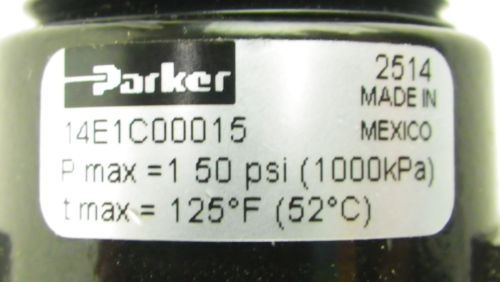 Parker
2514
MADE IN
14E1C00015
MEXICO
P max =1 50 psi (1000kPa)
t max = 125°F (52°C)